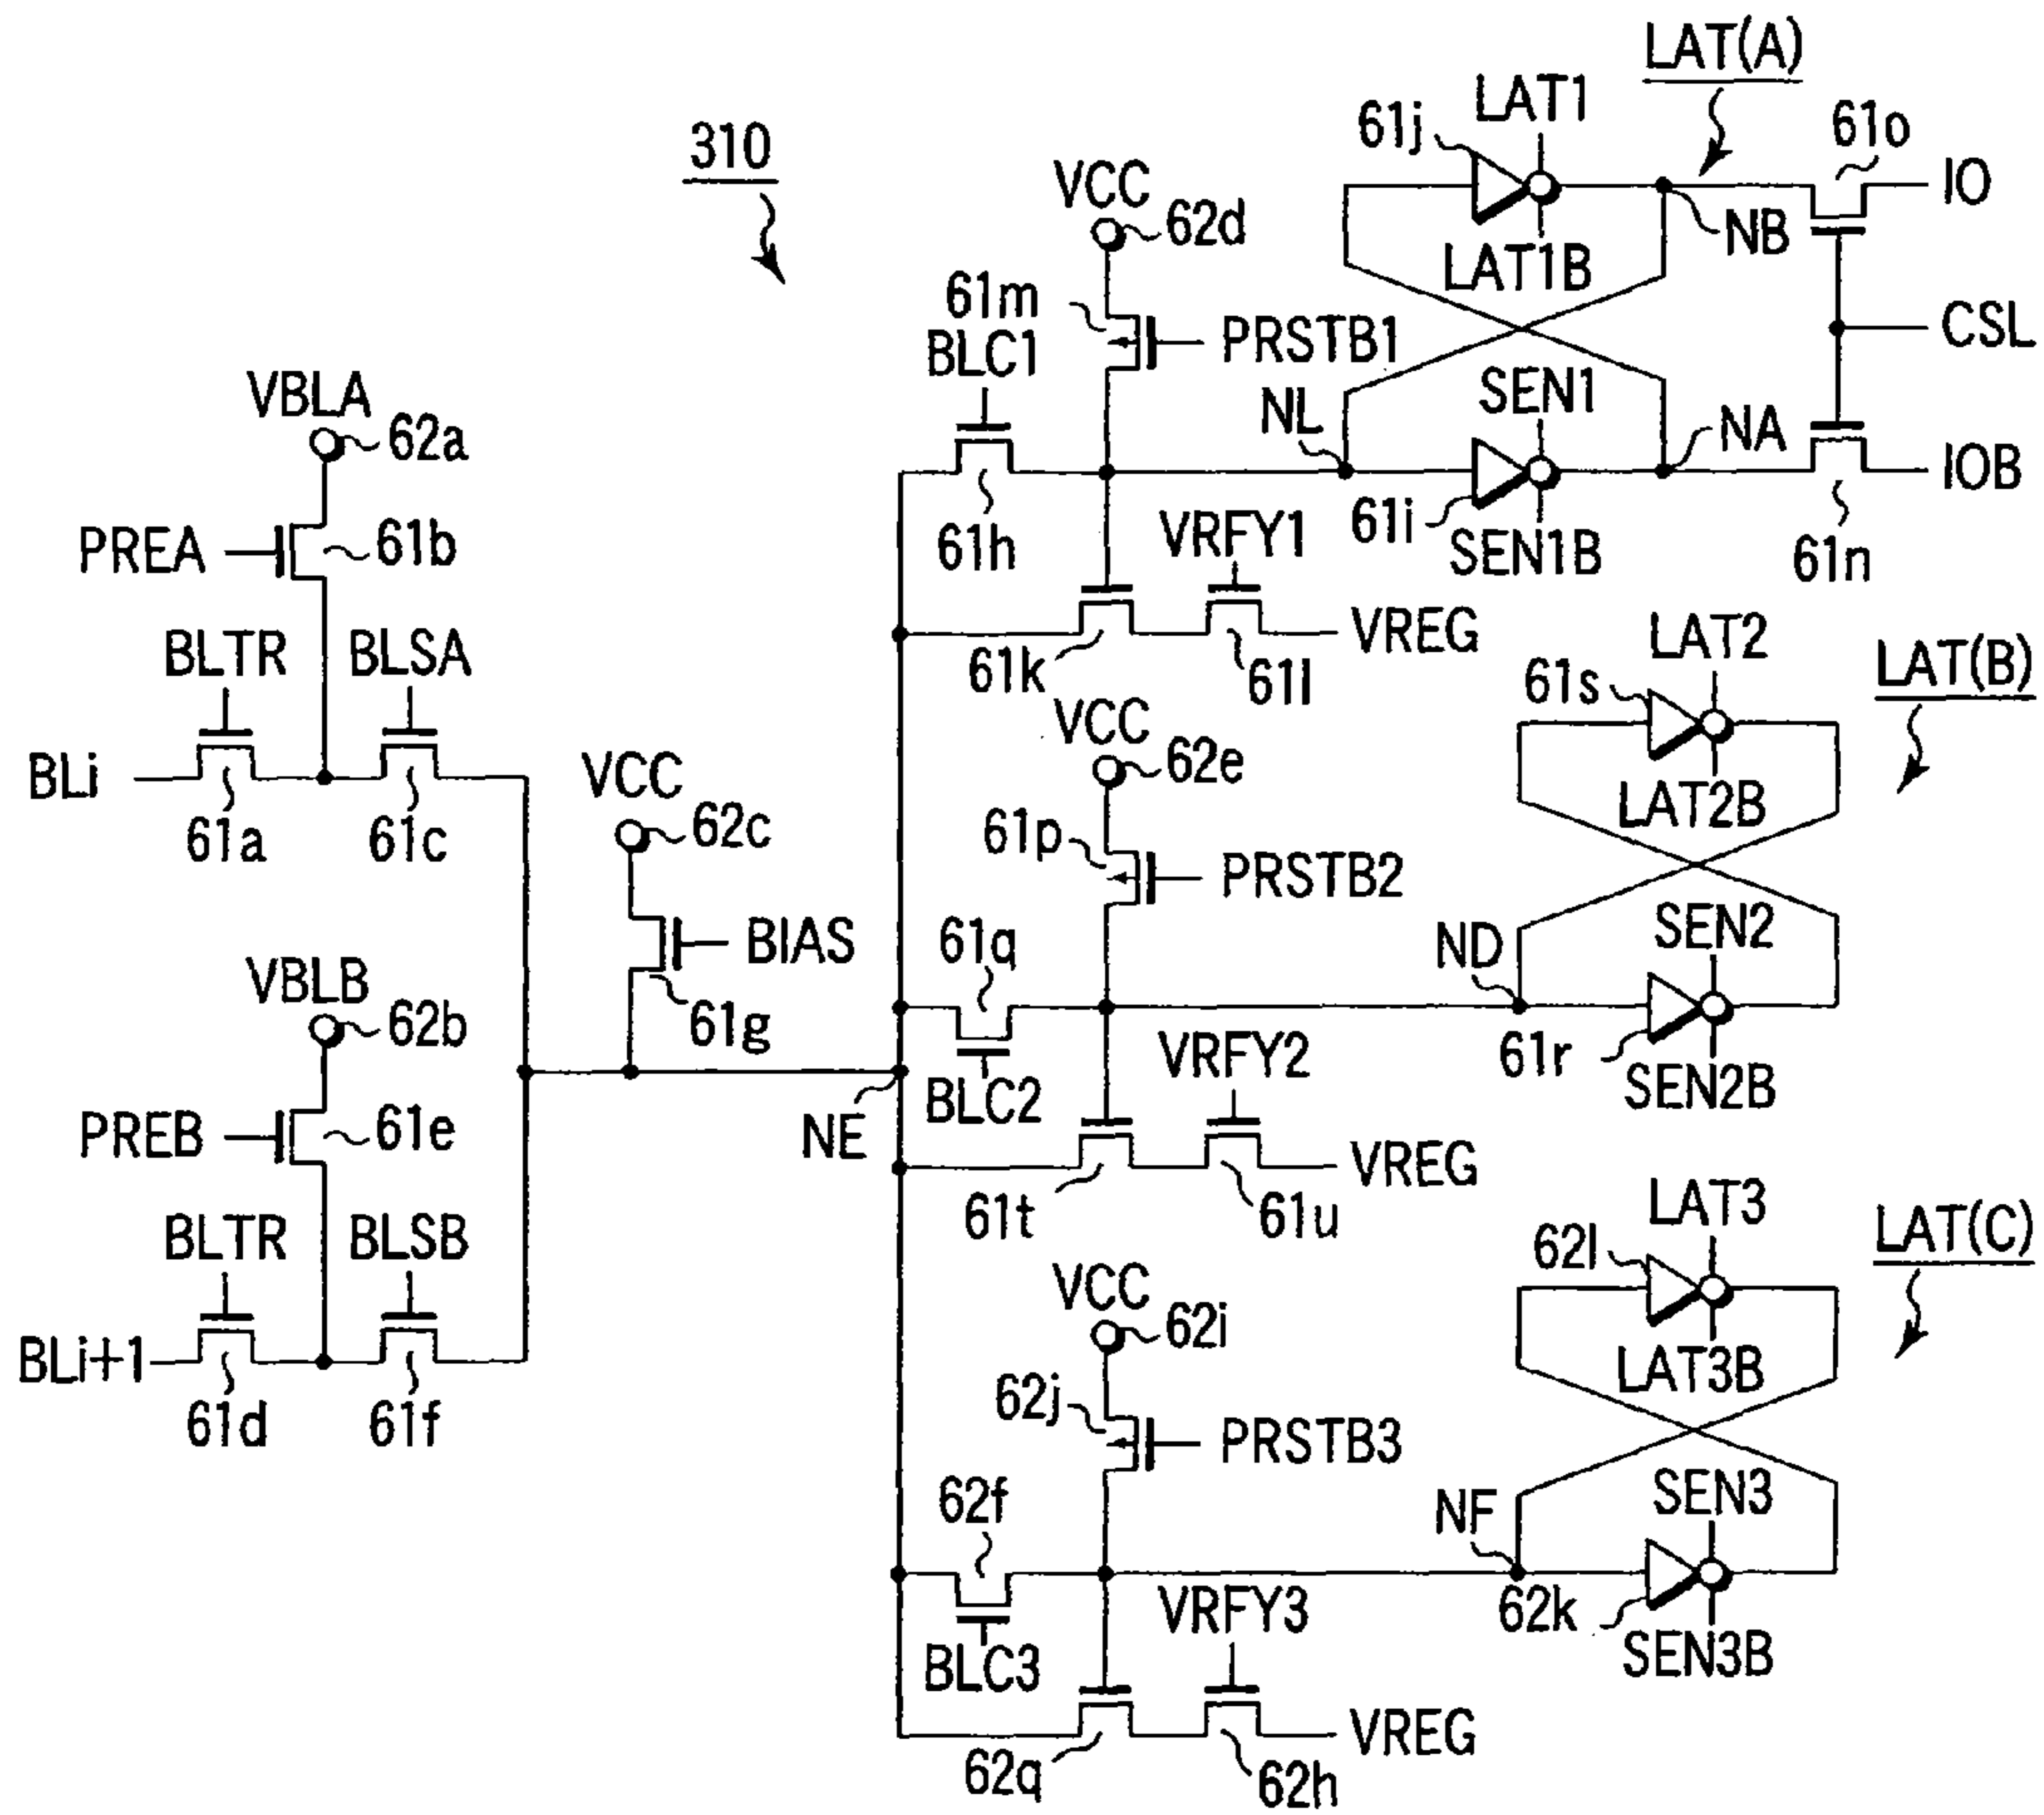 LAT(A)
LAT1
61j
61o
310
VCC
IO
62d
NB
LAT1B
61m
BLC1
PRSTB1
CSL
VBLA
SEN1
62a
NL
NA
IOB
PREA
61b
61h
VRFY1
61i
SEN1B
61n
BLTR
BLSA
VREG
LAT2
61k
61l
61s
LAT(B)
VCC
62e
BLi
VCC
LAT2B
61a
61c
62c
61p
PRSTB2
BIAS
61q
ND
SEN2
VBLB
62b
61g
VRFY2
61r
BLC2
SEN2B
PREB
61e
NE
VREG
61t
61u
LAT3
BLTR
BLSB
LAT(C)
62l
VCC
62i
BLi+1
LAT3B
62j
61d
61f
PRSTB3
62f
NF
SEN3
VRFY3
62k
BLC3
SEN3B
VREG
62q
62h